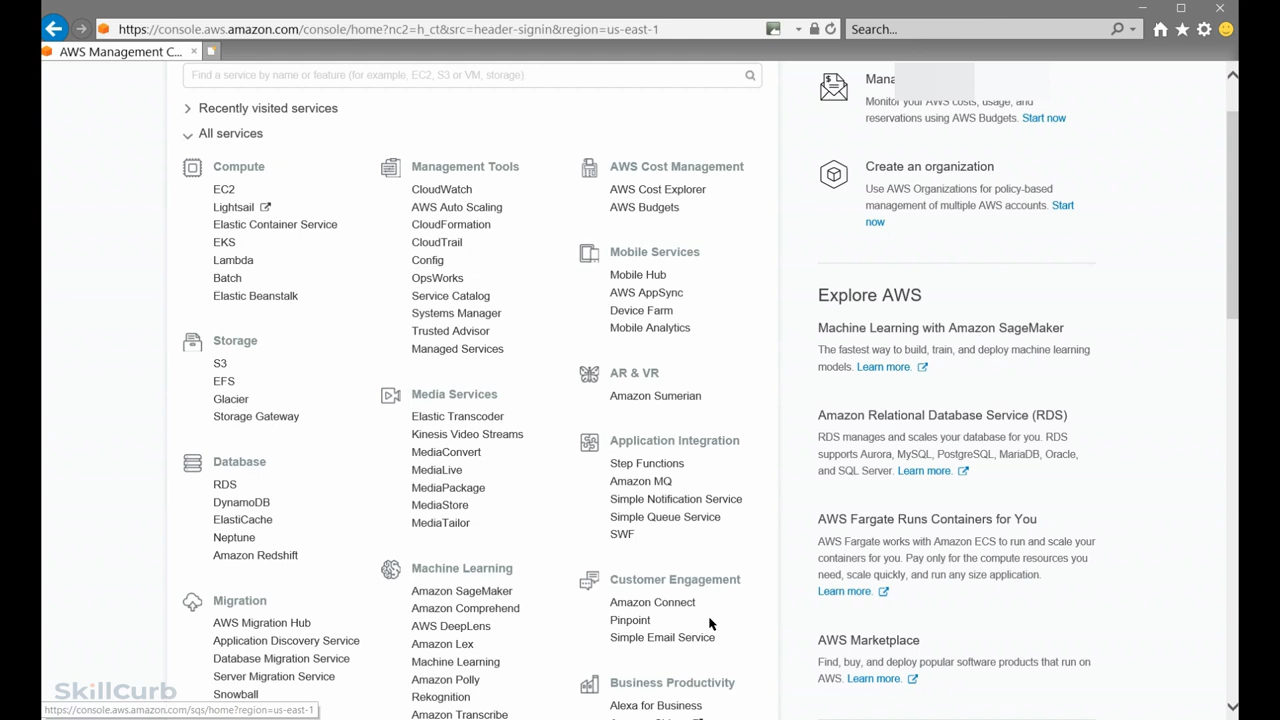 https://console.aws.amazon.com/console/home?nc2=h_ct&src=header-signin&region=us-east-1
Search...
AWS Management C...
Find a service by name or feature (for example, EC2, S3 or VM, storage)
Recently visited services
All services
Compute
EC2
Lightsail
Elastic Container Service
EKS
Lambda
Batch
Elastic Beanstalk
Storage
S3
EFS
Glacier
Storage Gateway
Database
RDS
DynamoDB
ElastiCache
Neptune
Amazon Redshift
Migration
AWS Migration Hub
Application Discovery Service
Database Migration Service
Server Migration Service
Snowball
Management Tools
CloudWatch
AWS Auto Scaling
CloudFormation
CloudTrail
Config
OpsWorks
Service Catalog
Systems Manager
Trusted Advisor
Managed Services
Media Services
Elastic Transcoder
Kinesis Video Streams
MediaConvert
MediaLive
MediaPackage
MediaStore
MediaTailor
Machine Learning
Amazon SageMaker
Amazon Comprehend
AWS DeepLens
Amazon Lex
Machine Learning
Amazon Polly
Rekognition
Amazon Transcribe
AWS Cost Management
AWS Cost Explorer
AWS Budgets
Mobile Services
Mobile Hub
AWS AppSync
Device Farm
Mobile Analytics
AR & VR
Amazon Sumerian
Application Integration
Step Functions
Amazon MQ
Simple Notification Service
Simple Queue Service
SWF
Customer Engagement
Amazon Connect
Pinpoint
Simple Email Service
Business Productivity
Alexa for Business
Mana
Monitor your AWS costs, usage, and
reservations using AWS Budgets. Start now
Create an organization
Use AWS Organizations for policy-based
management of multiple AWS accounts. Start
now
Explore AWS
Machine Learning with Amazon SageMaker
The fastest way to build, train, and deploy machine learning
models. Learn more.
Amazon Relational Database Service (RDS)
RDS manages and scales your database for you. RDS
supports Aurora, MySQL, PostgreSQL, MariaDB, Oracle,
and SQL Server. Learn more.
AWS Fargate Runs Containers for You
AWS Fargate works with Amazon ECS to run and scale your
containers for you. Pay only for the compute resources you
need, scale quickly, and run any size application.
Learn more.
AWS Marketplace
Find, buy, and deploy popular software products that run on
AWS. Learn more.
SkillCurb
https://console.aws.amazon.com/sqs/home?region=us-east-1